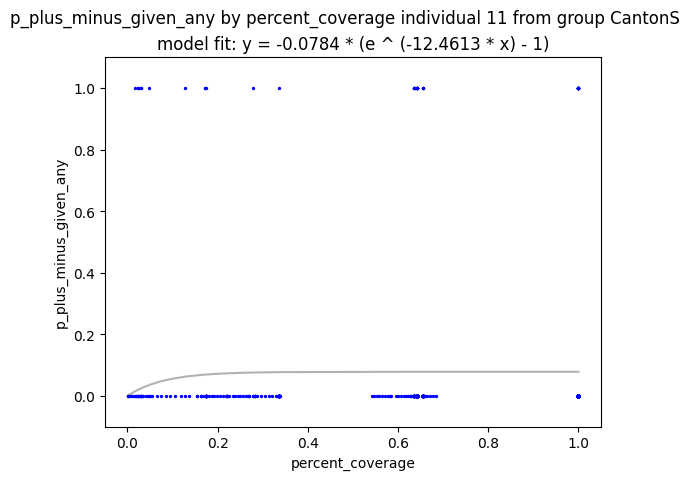 p_plus_minus_given_any by percent_coverage individual 11 from group CantonS
model fit: y = -0.0784 * (e ^ (-12.4613 * x) - 1)
1.0
0.8
0.6
0.4
0.2
0.0
p_plus_minus_given_any
0.0 0.2 0.4 0.6 0.8 1.0
percent_coverage